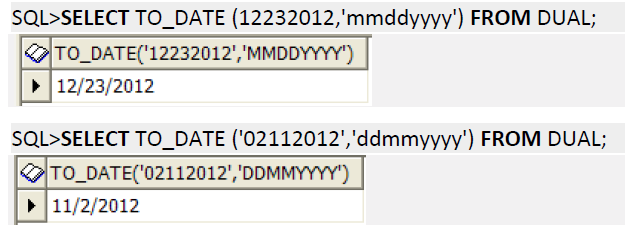 SQL>SELECT TO_DATE (12232012,'mmddyyyy') FROM DUAL;
TO_DATE('12232012','MMDDYYYY')
12/23/2012
SQL>SELECT TO_DATE ('02112012','ddmmyyyy') FROM DUAL;
TO_DATE('02112012','DDMMYYYY')
11/2/2012